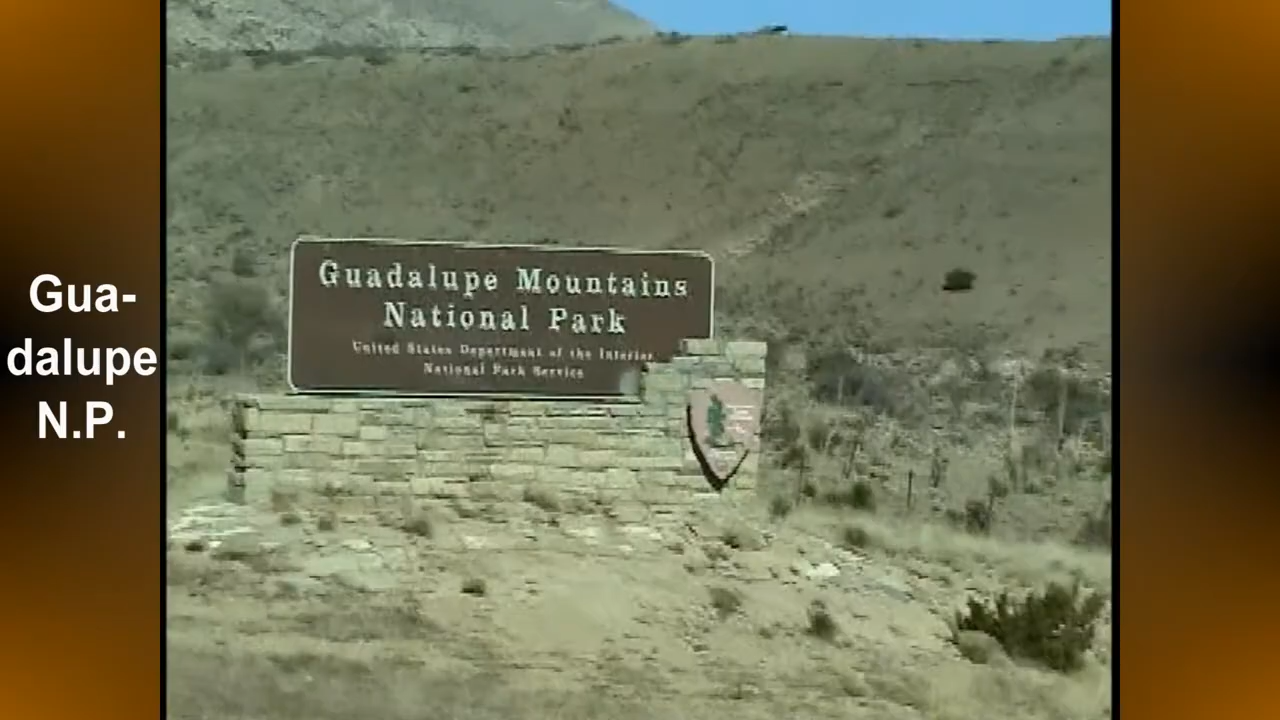 Gua-
dalupe
N.P.
Guadalupe Mountains
National Park
United States Department of the Interior
National Park Service